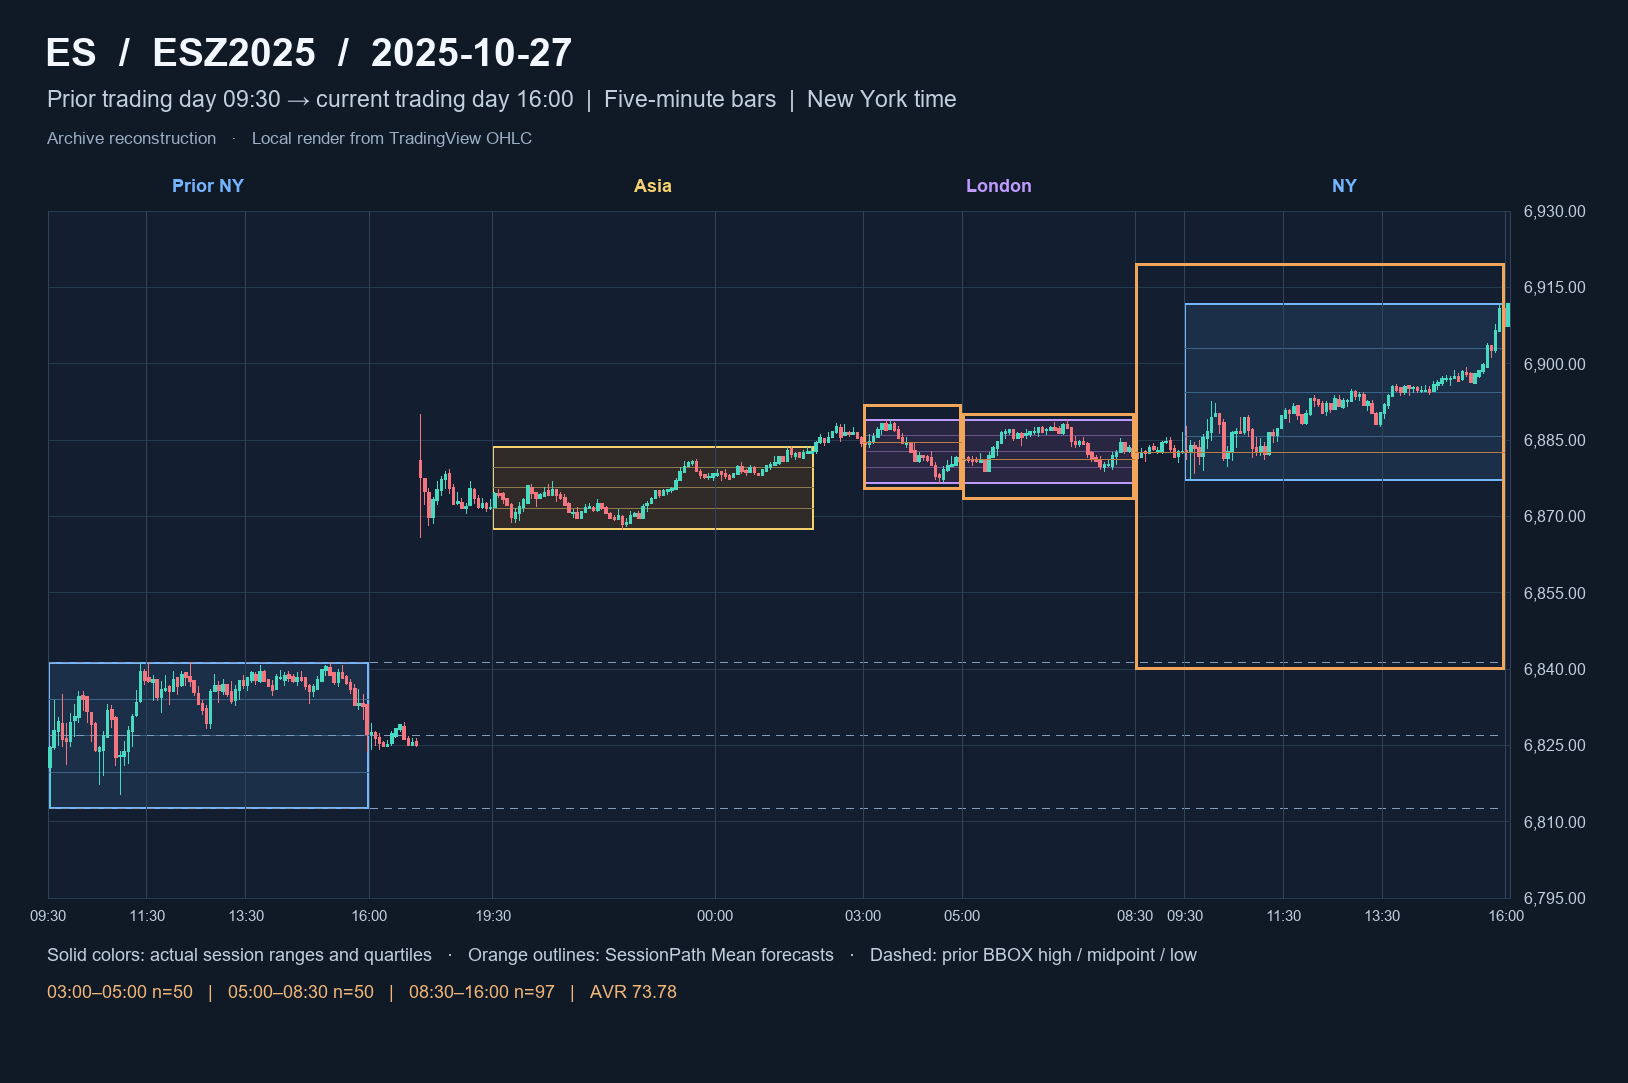 ES / ESZ2025 / 2025-10-27
Prior trading day 09:30 → current trading day 16:00 | Five-minute bars | New York time
Archive reconstruction · Local render from TradingView OHLC
Prior NY Asia London NY
6,930.00
6,915.00
6,900.00
6,885.00
6,870.00
6,855.00
6,840.00
6,825.00
6,810.00
6,795.00
09:30 11:30 13:30 16:00 19:30 00:00 03:00 05:00 08:30 09:30 11:30 13:30 16:00
Solid colors: actual session ranges and quartiles · Orange outlines: SessionPath Mean forecasts · Dashed: prior BBOX high / midpoint / low
03:00–05:00 n=50 | 05:00–08:30 n=50 | 08:30–16:00 n=97 | AVR 73.78